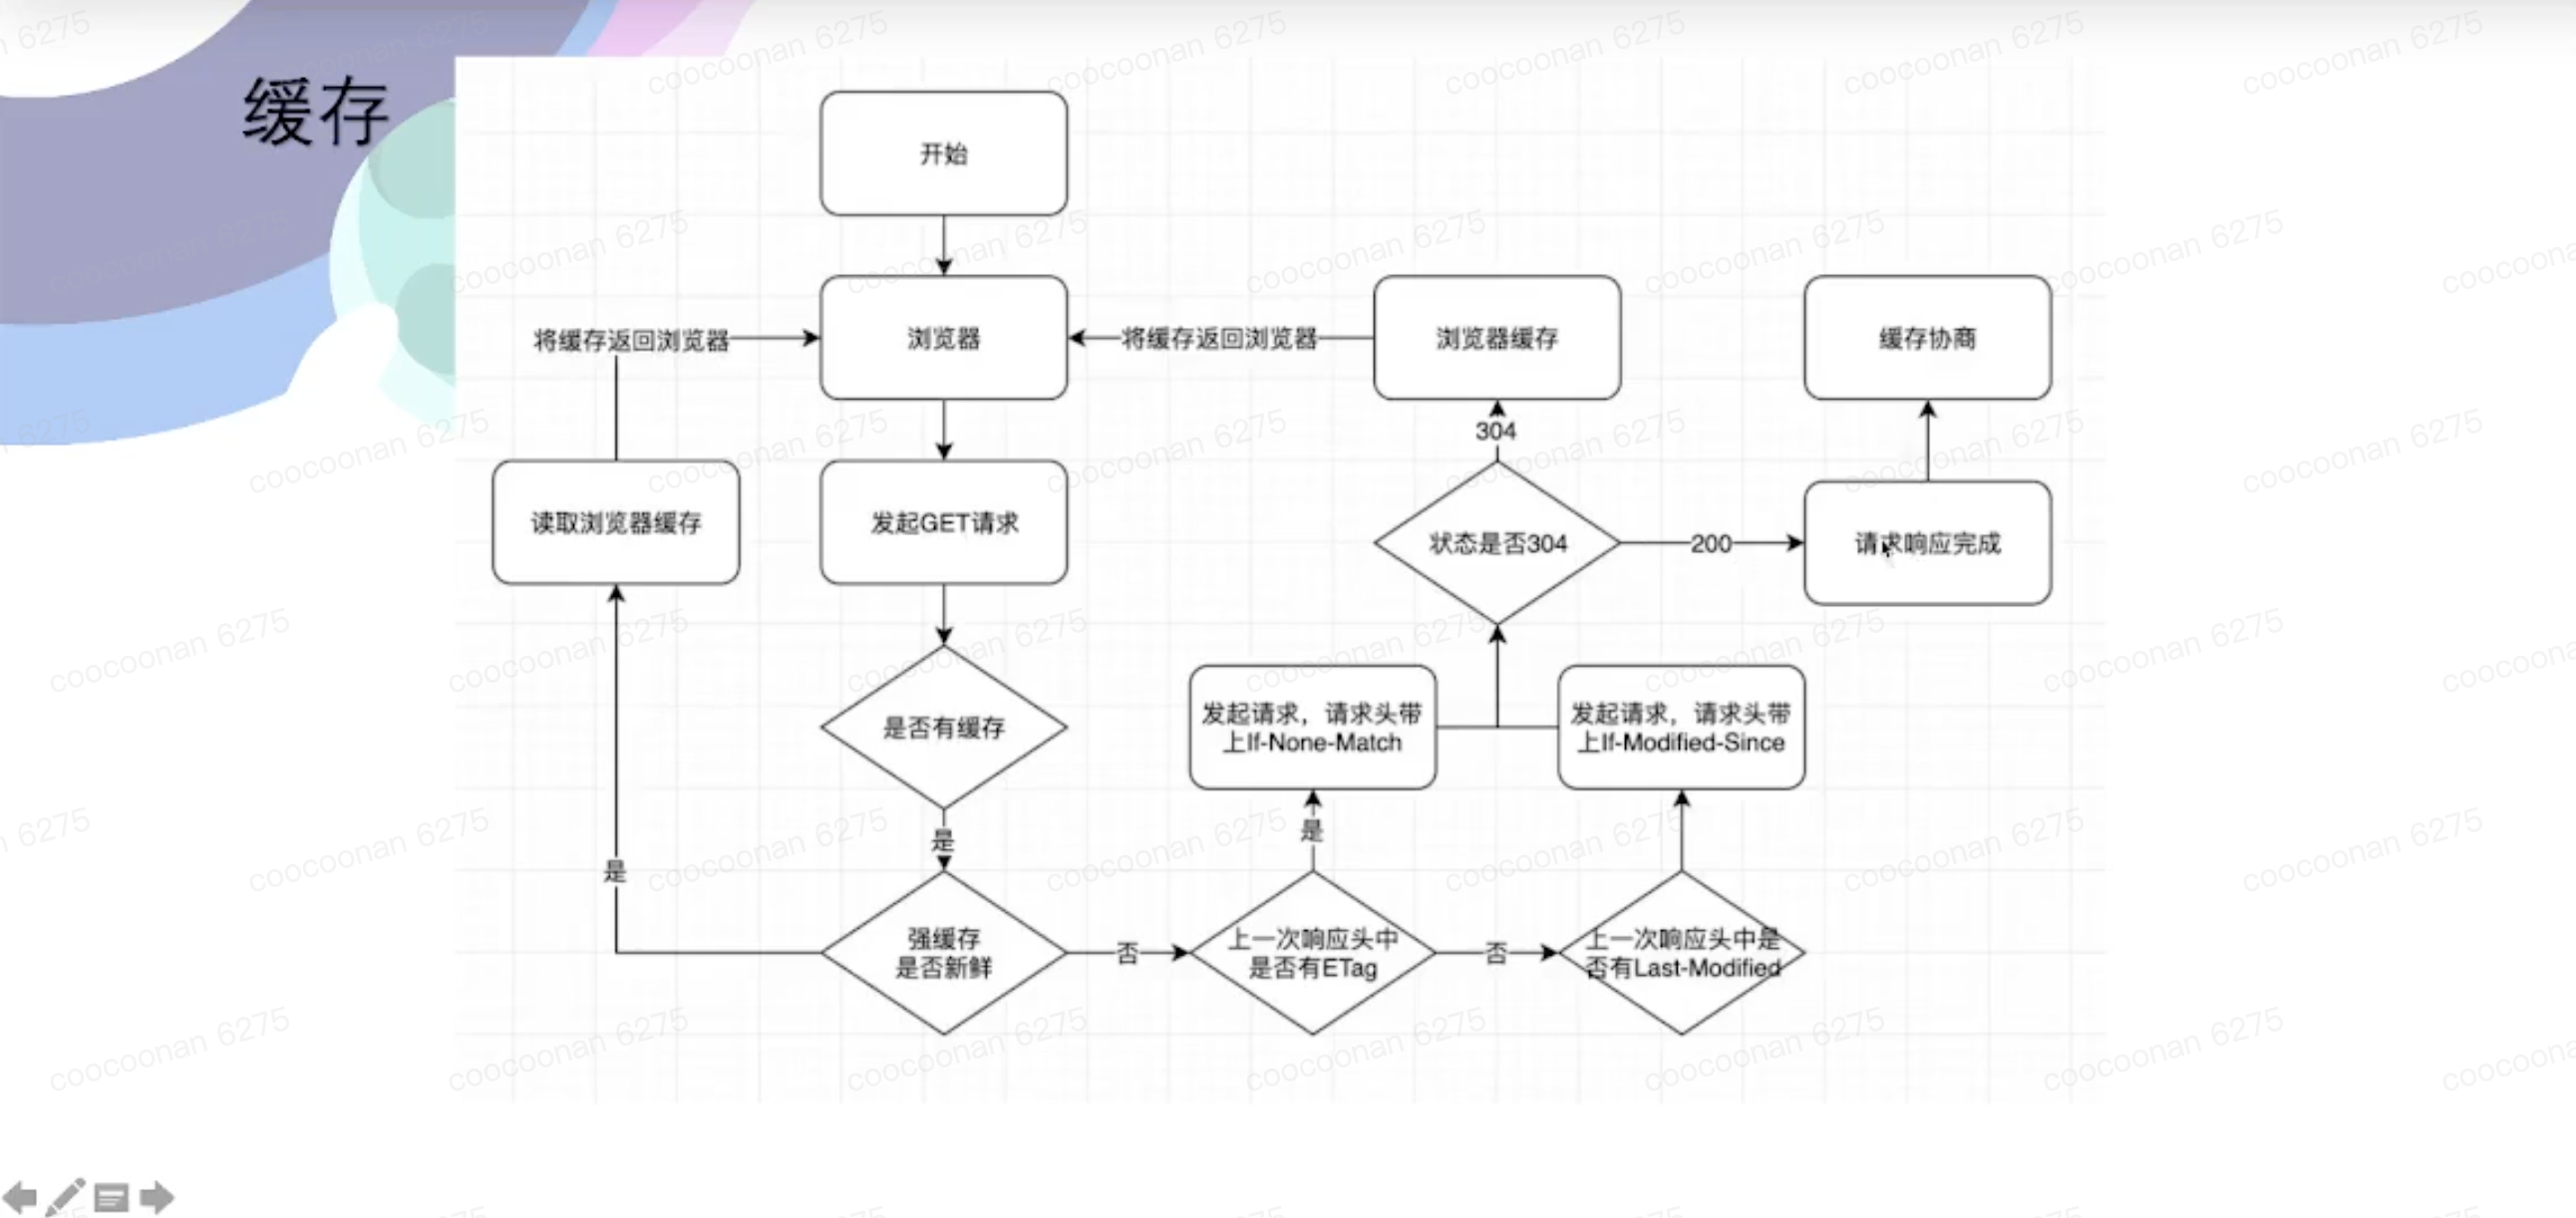 缓存
开始
将缓存返回浏览器
浏览器
将缓存返回浏览器
浏览器缓存
缓存协商
304
读取浏览器缓存
发起GET请求
状态是否304
200
请求响应完成
是否有缓存
发起请求，请求头带
上If-None-Match
发起请求，请求头带
上If-Modified-Since
是
是
是
强缓存
是否新鲜
否
上一次响应头中
是否有ETag
否
上一次响应头中是
否有Last-Modified
coocoonan 6275